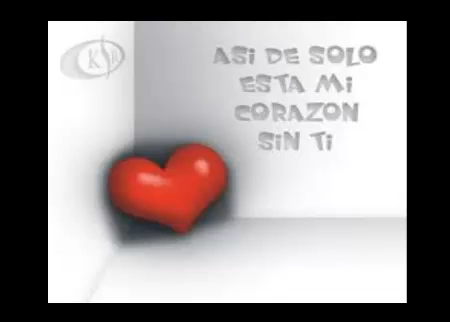 ASi DE SOLO
ESTA Mi
CORAZON
SiN Ti